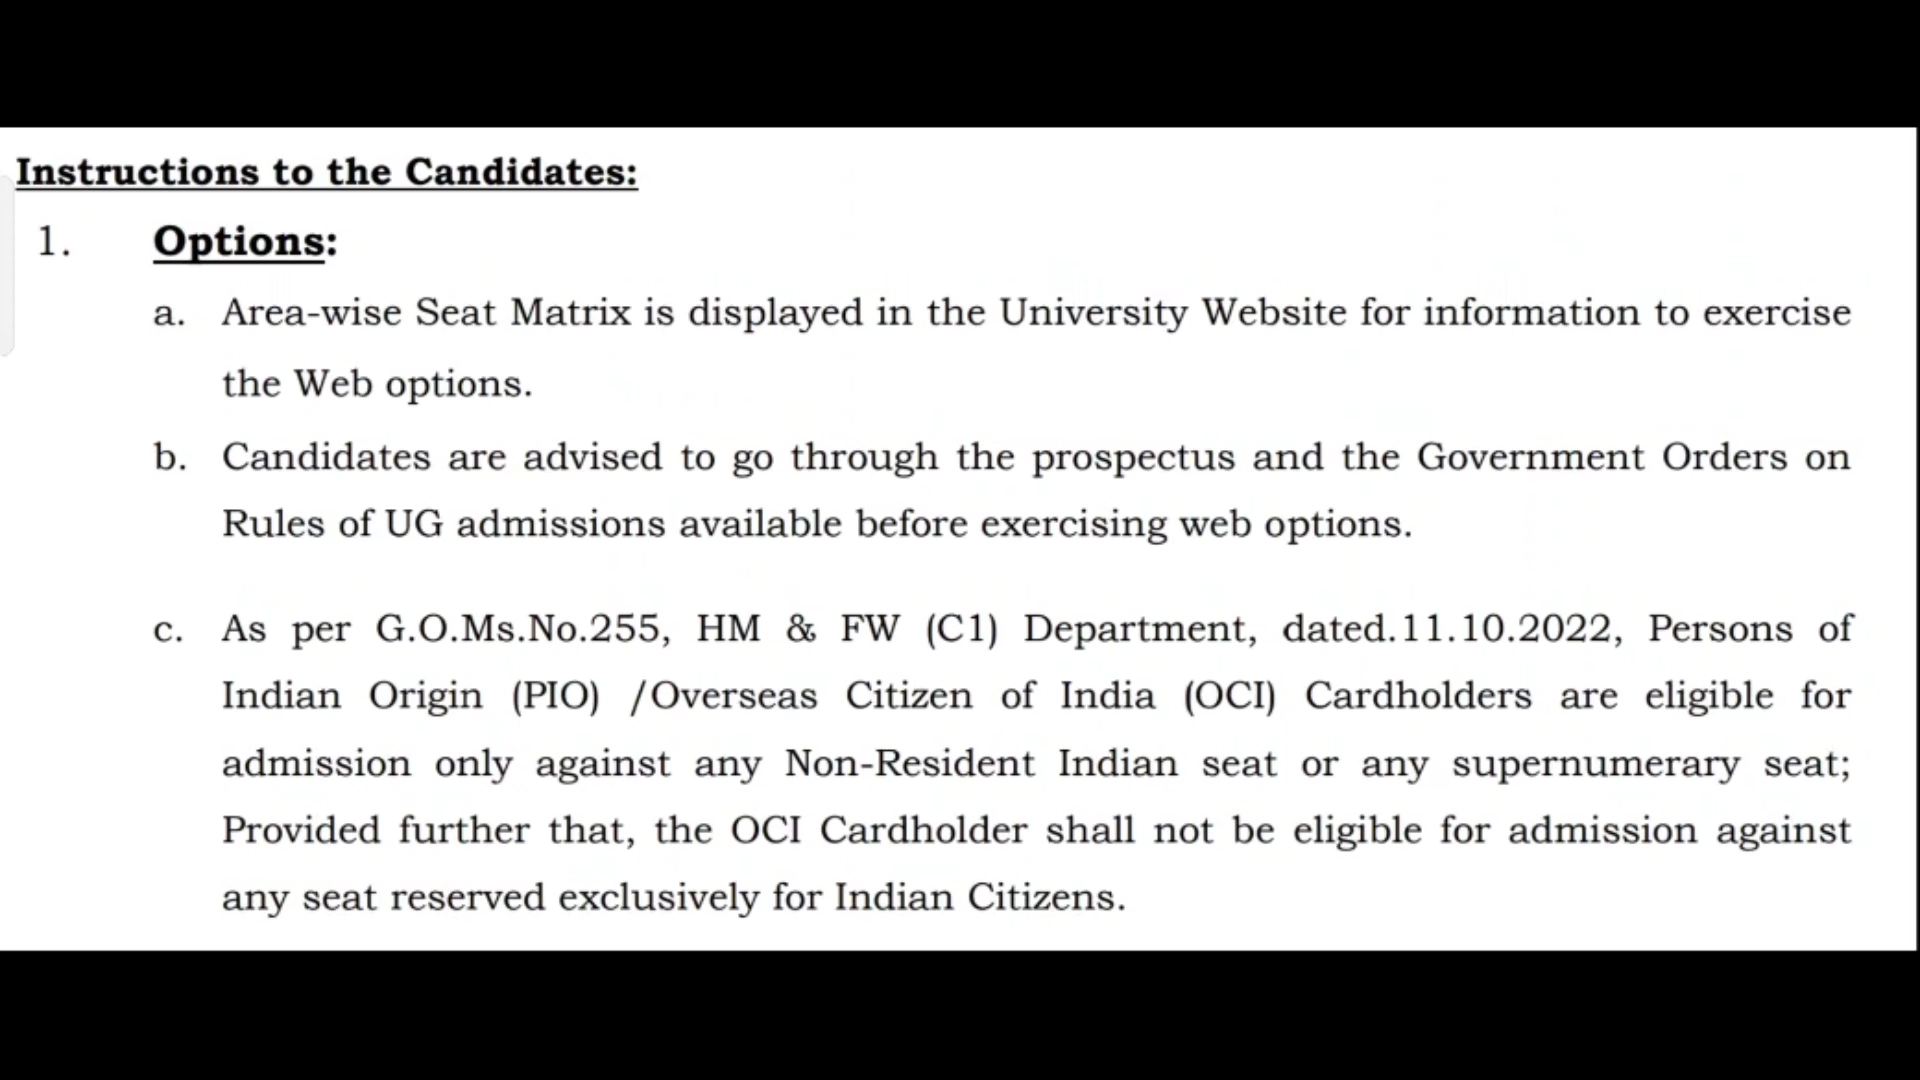 Instructions to the Candidates:
1. Options:
a. Area-wise Seat Matrix is displayed in the University Website for information to exercise
the Web options.
b. Candidates are advised to go through the prospectus and the Government Orders on
Rules of UG admissions available before exercising web options.
c. As per G.O.Ms.No.255, HM & FW (C1) Department, dated.11.10.2022, Persons of
Indian Origin (PIO) /Overseas Citizen of India (OCI) Cardholders are eligible for
admission only against any Non-Resident Indian seat or any supernumerary seat;
Provided further that, the OCI Cardholder shall not be eligible for admission against
any seat reserved exclusively for Indian Citizens.